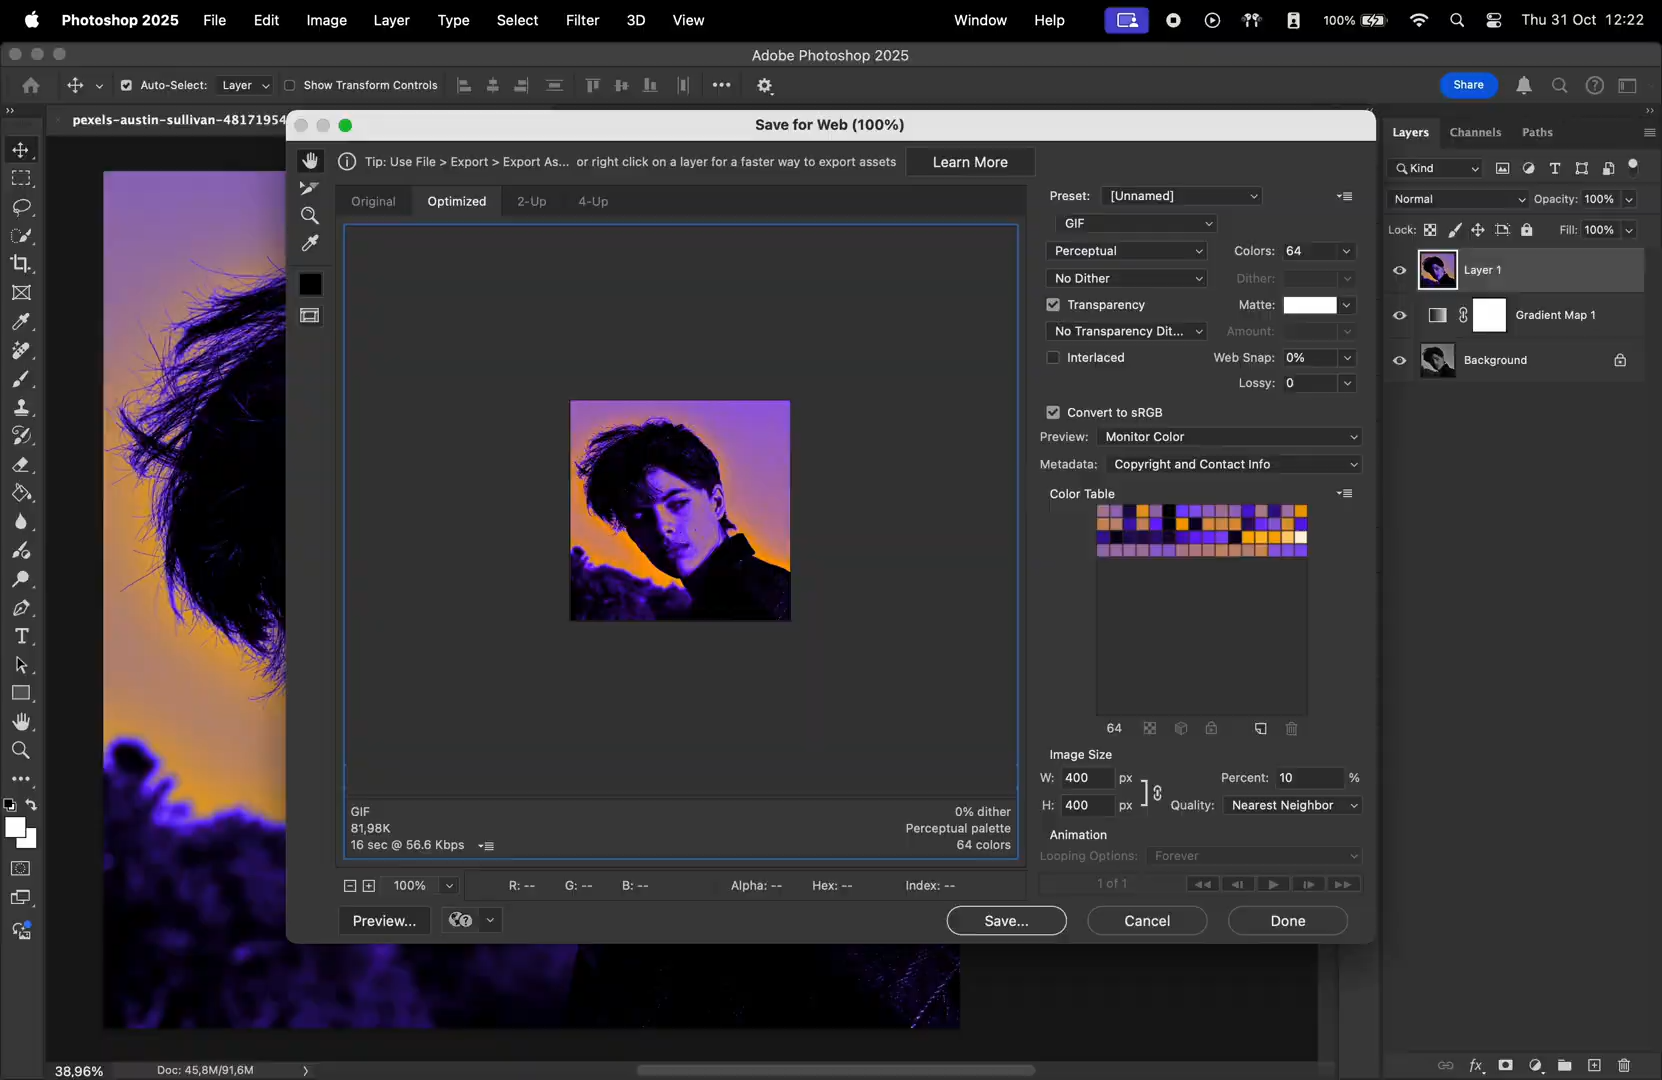 Photoshop 2025 File Edit Image Layer Type Select Filter 3D View Window Help 100% Thu 31 Oct 12:22
Adobe Photoshop 2025
Auto-Select: Layer Show Transform Controls Share
pexels-austin-sullivan-48171954
Save for Web (100%)
Tip: Use File > Export > Export As... or right click on a layer for a faster way to export assets Learn More
Original Optimized 2-Up 4-Up
Preset: [Unnamed]
GIF
Perceptual Colors: 64
No Dither Dither:
Transparency Matte:
No Transparency Dit... Amount:
Interlaced Web Snap: 0%
Lossy: 0
Convert to sRGB
Preview: Monitor Color
Metadata: Copyright and Contact Info
Color Table
64
Image Size
W: 400 px Percent: 10 %
H: 400 px Quality: Nearest Neighbor
Animation
Looping Options: Forever
1 of 1
GIF 0% dither
81,98K Perceptual palette
16 sec @ 56.6 Kbps 64 colors
100% R: -- G: -- B: -- Alpha: -- Hex: -- Index: --
Preview... Save... Cancel Done
Layers Channels Paths
Kind
Normal Opacity: 100%
Lock: Fill: 100%
Layer 1
Gradient Map 1
Background
38,96% Doc: 45,8M/91,6M
fx